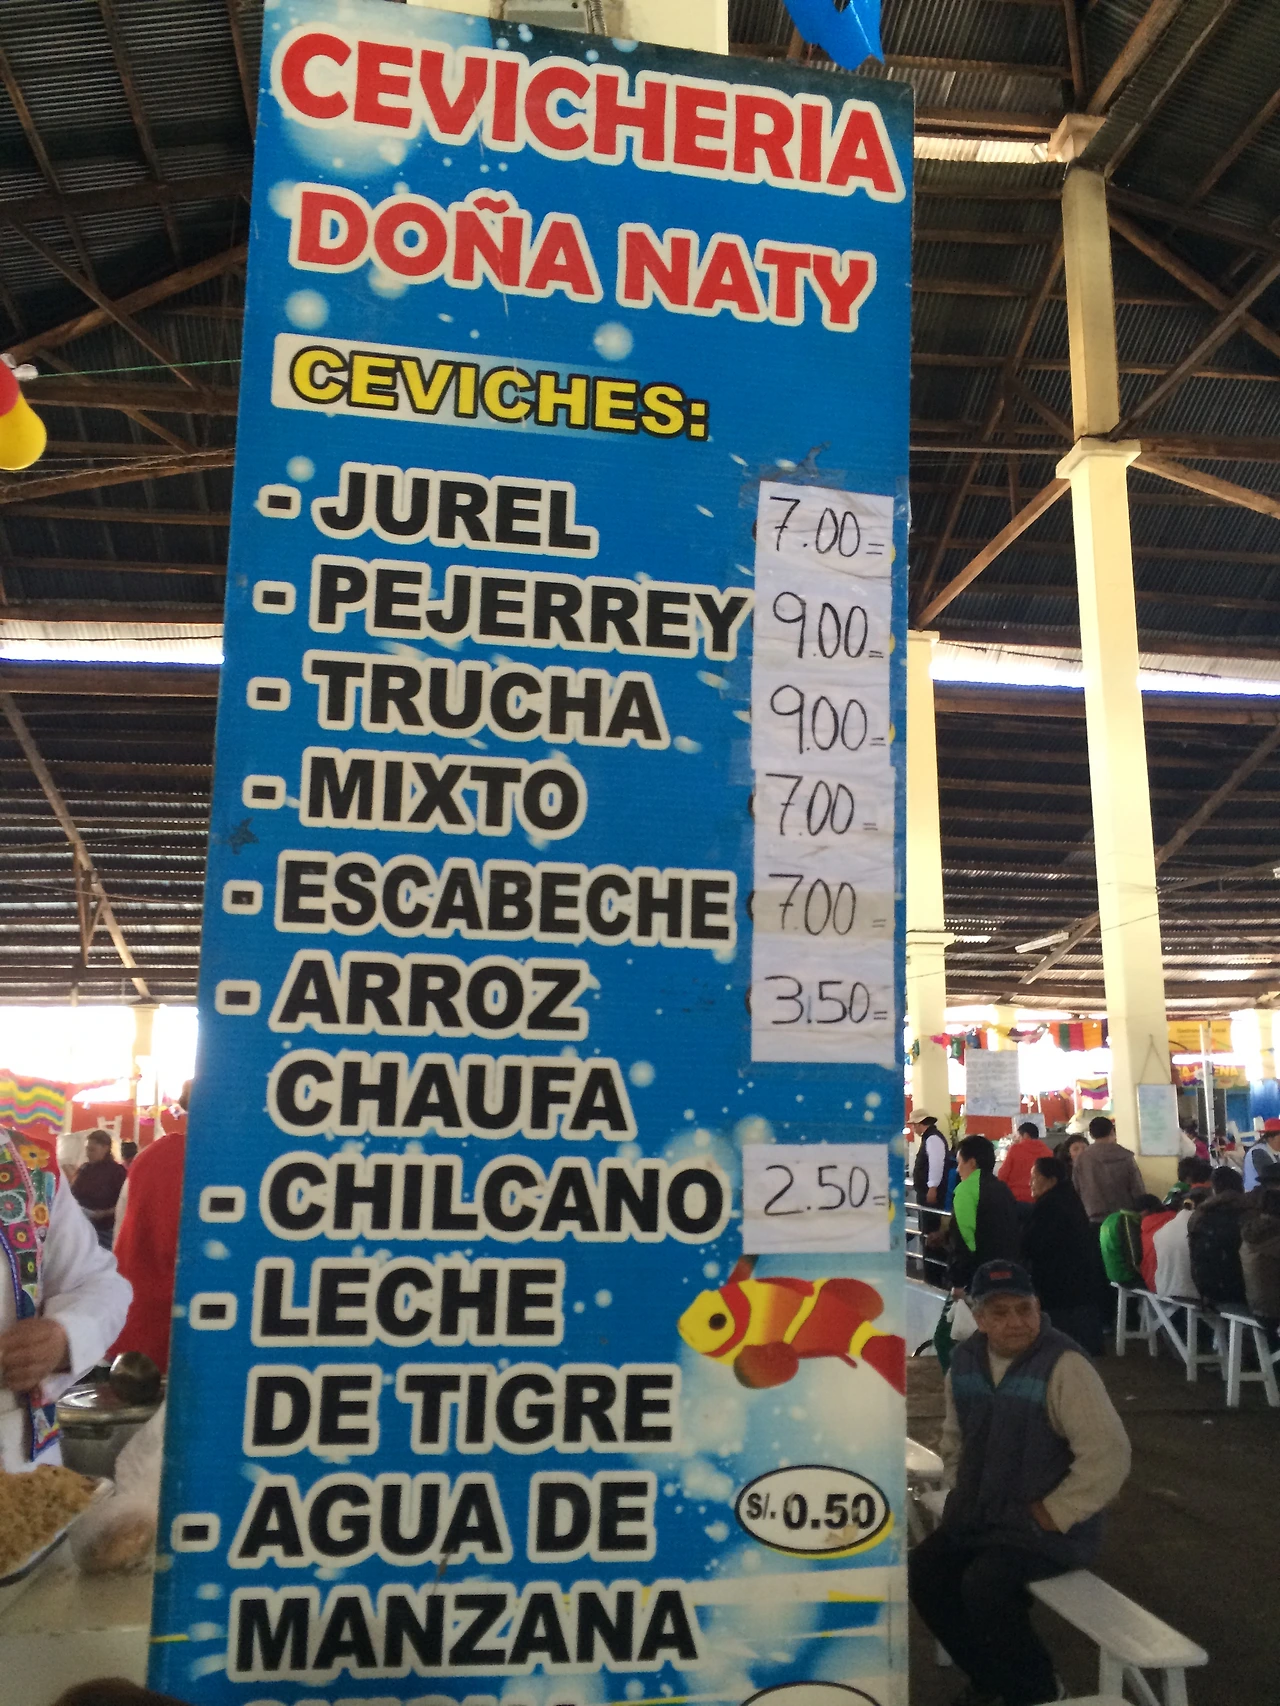 CEVICHERIA
DOÑA NATY
CEVICHES:
- JUREL 7.00=
- PEJERREY 9.00=
- TRUCHA 9.00=
- MIXTO 7.00=
- ESCABECHE 7.00=
- ARROZ 3.50=
CHAUFA
- CHILCANO 2.50=
- LECHE
DE TIGRE
- AGUA DE S/. 0.50
MANZANA